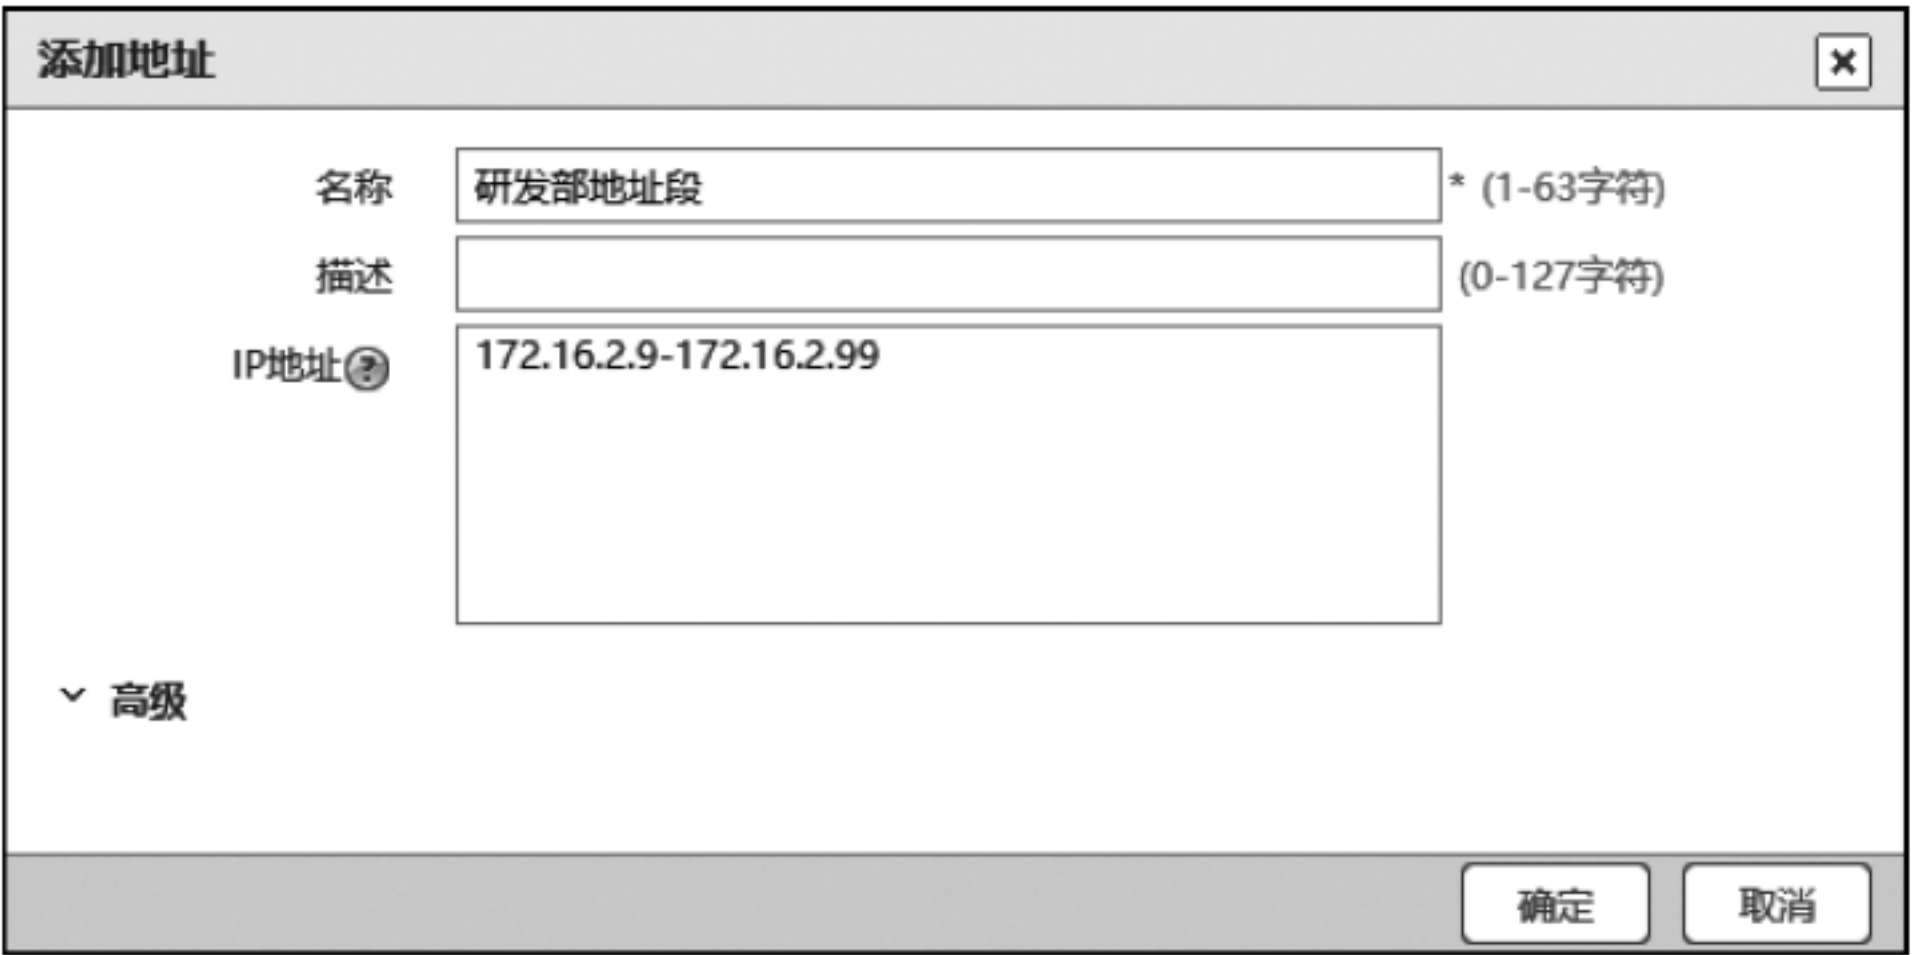 添加地址
名称 研发部地址段 * (1-63字符)
描述 (0-127字符)
IP地址 172.16.2.9-172.16.2.99
高级
确定 取消